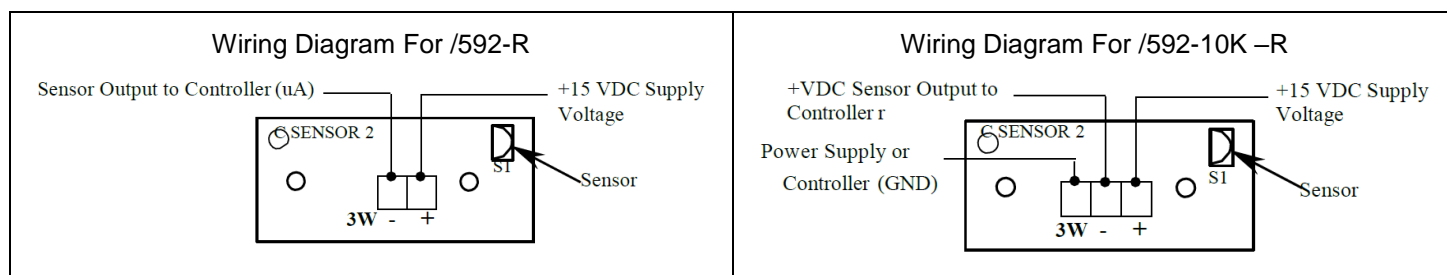 Wiring Diagram For /592-R
Sensor Output to Controller (uA)
+15 VDC Supply
Voltage
C SENSOR 2
S1
Sensor
3W - +
Wiring Diagram For /592-10K –R
+VDC Sensor Output to
Controller r
+15 VDC Supply
Voltage
C SENSOR 2
Power Supply or
Controller (GND)
S1
Sensor
3W - +